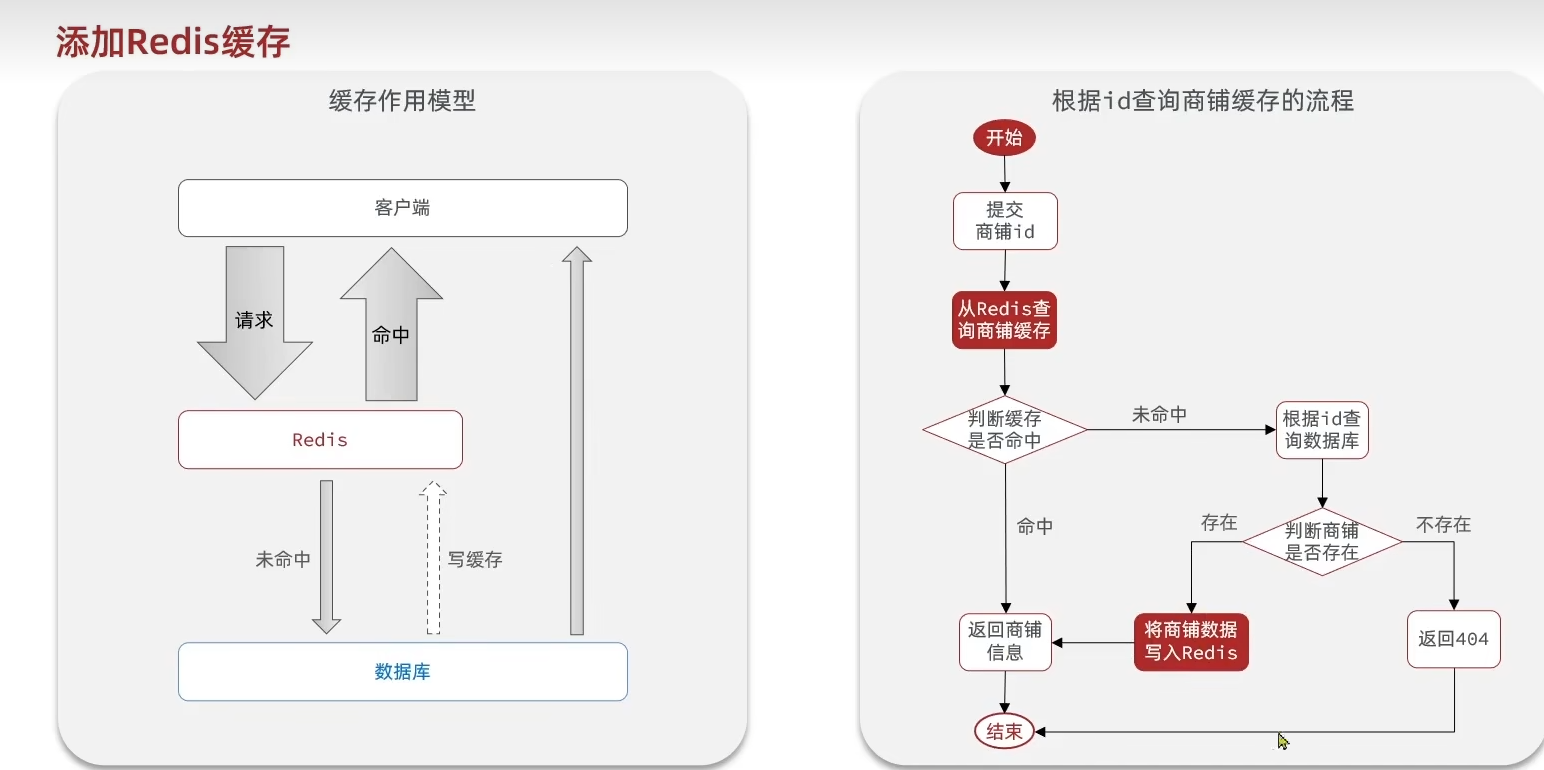 添加Redis缓存
缓存作用模型
客户端
请求
命中
Redis
未命中
写缓存
数据库
根据id查询商铺缓存的流程
开始
提交
商铺id
从Redis查
询商铺缓存
判断缓存
是否命中
未命中
根据id查
询数据库
命中
存在
判断商铺
是否存在
不存在
返回商铺
信息
将商铺数据
写入Redis
返回404
结束